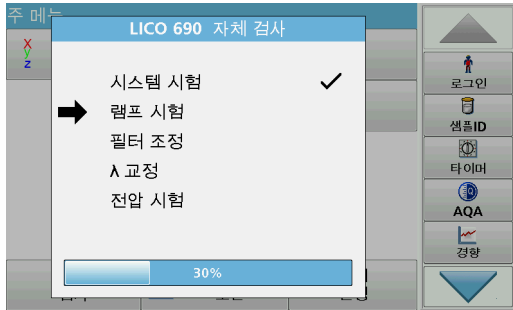 주 메뉴
LICO 690 자체 검사
x
y
z
시스템 시험
램프 시험
필터 조정
λ 교정
전압 시험
30%
로그인
샘플ID
타이머
AQA
경향